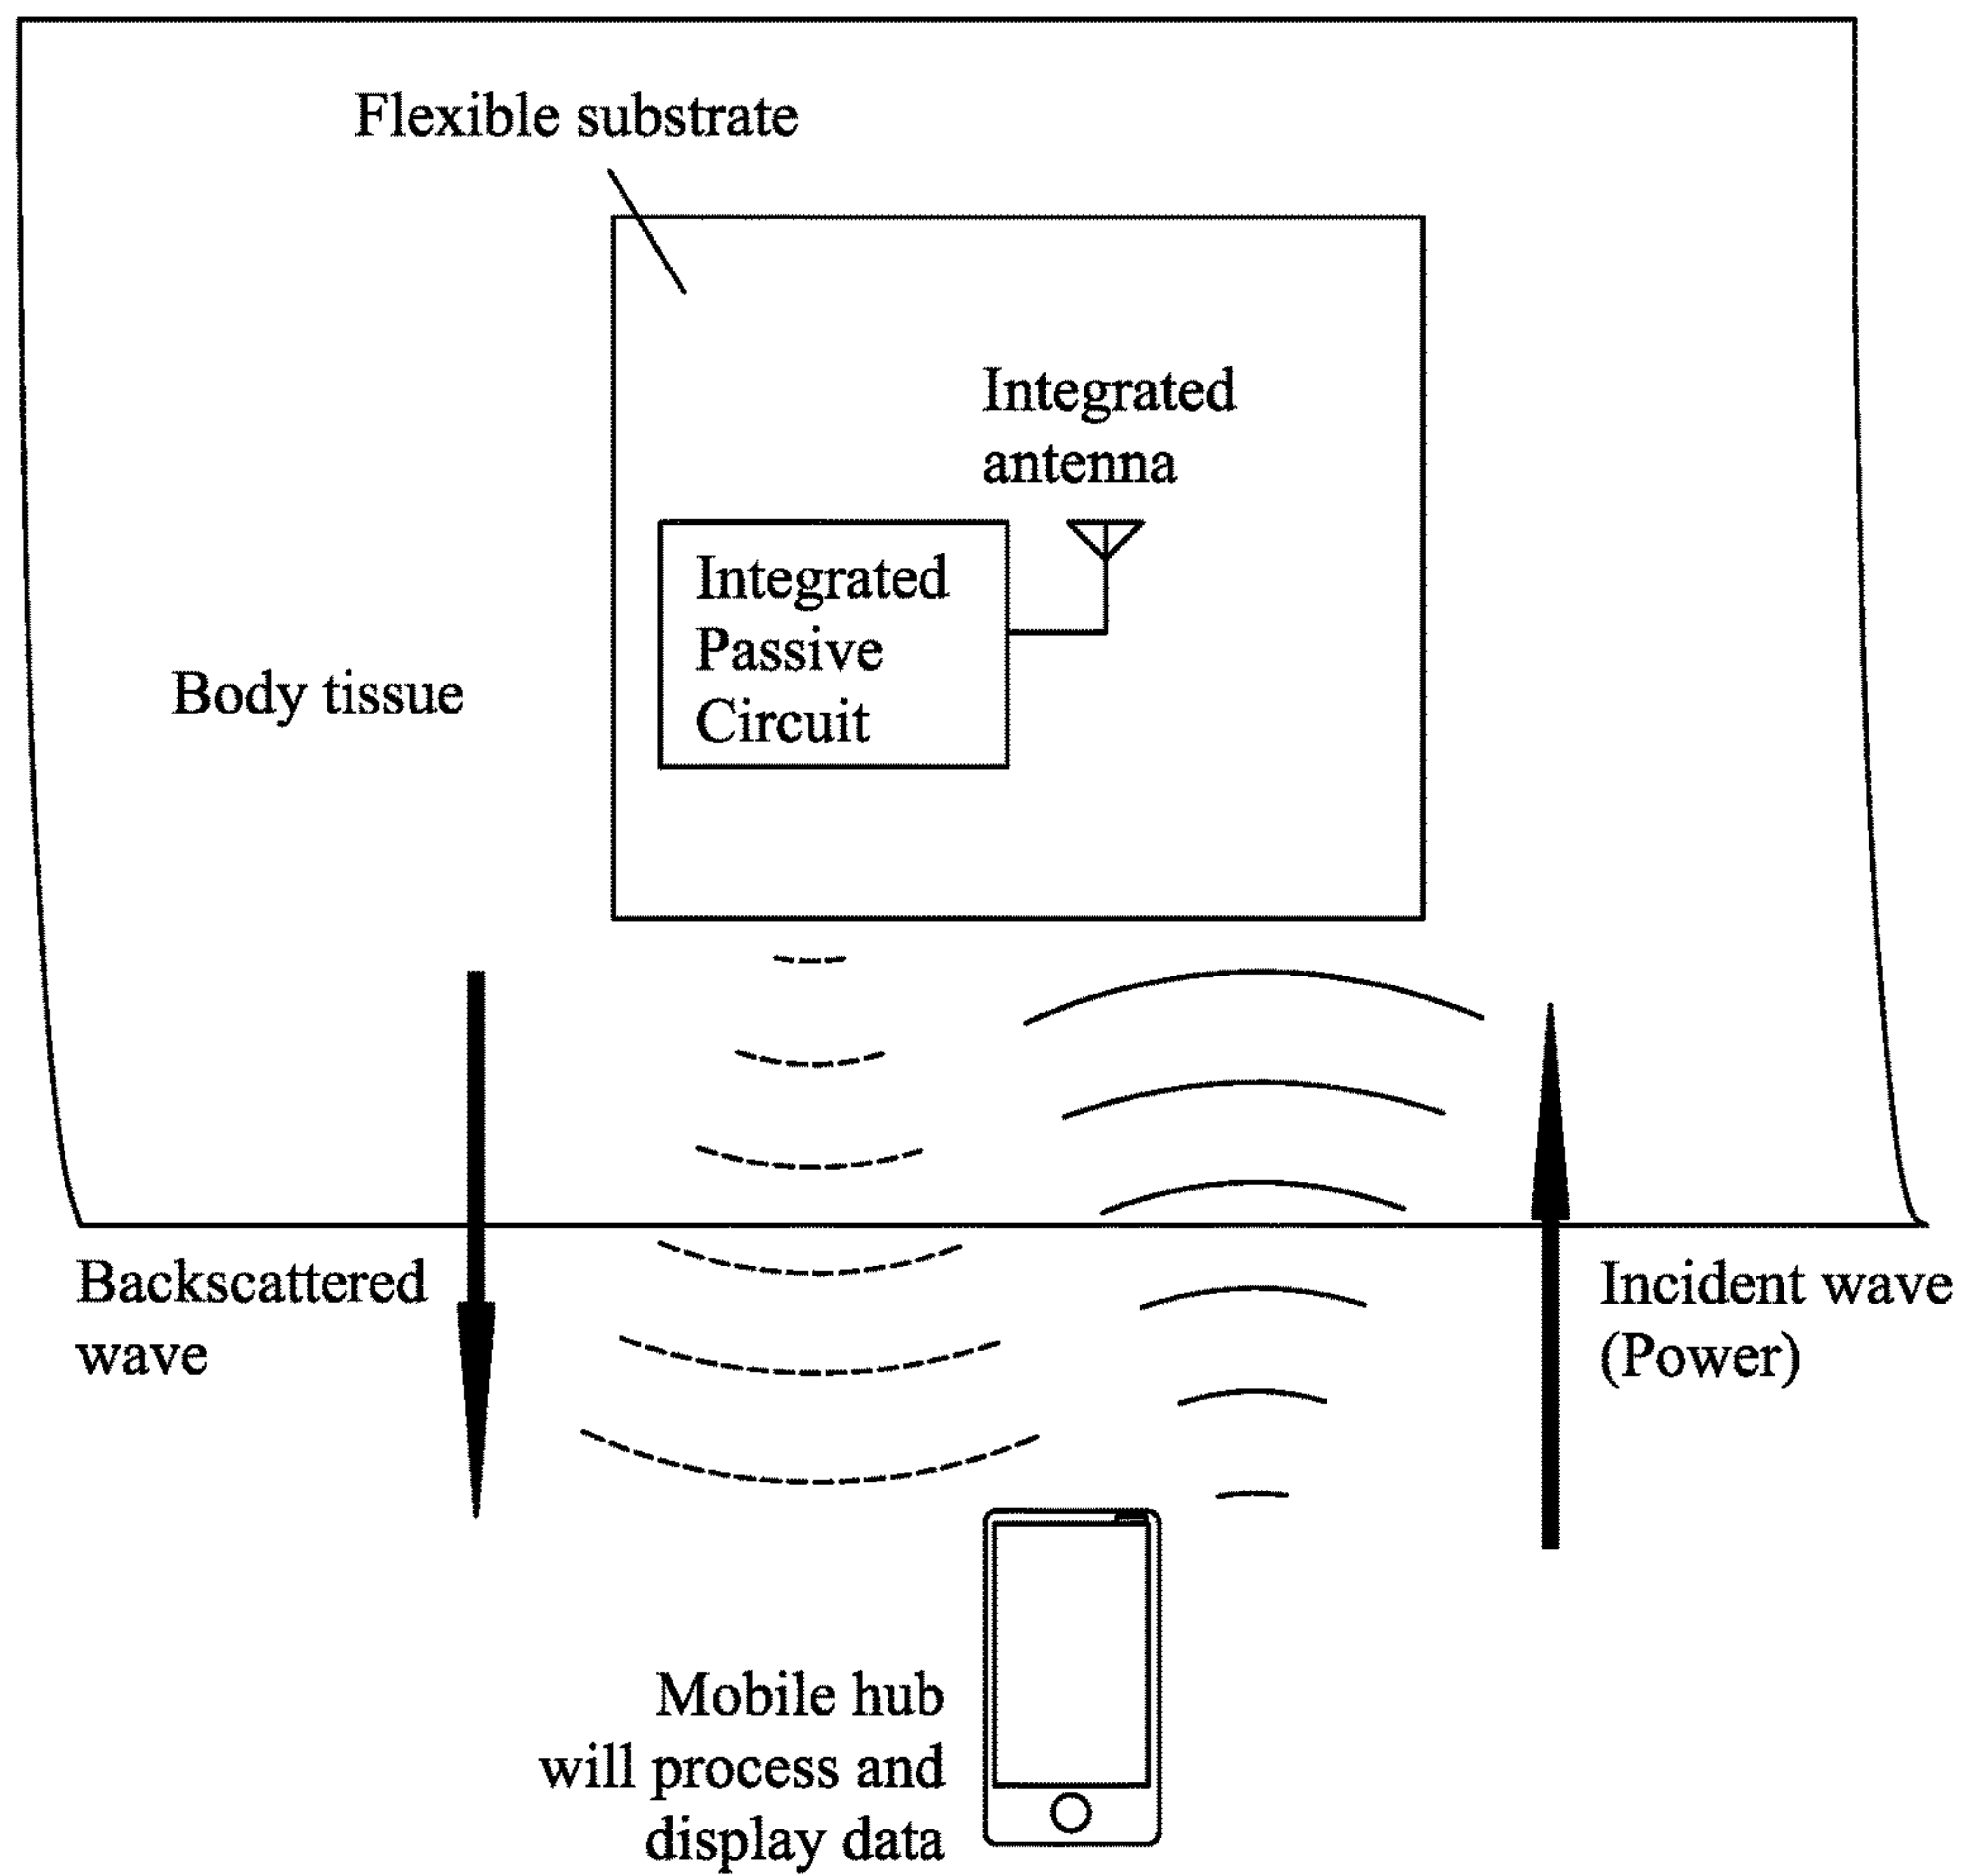 Flexible substrate
Integrated
antenna
Integrated
Passive
Circuit
Body tissue
Backscattered
wave
Incident wave
(Power)
Mobile hub
will process and
display data